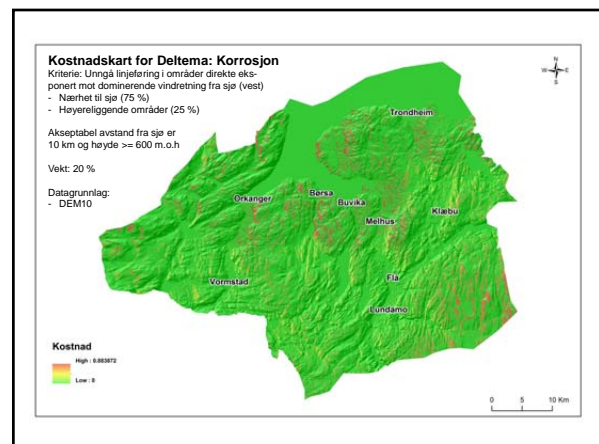 Kostnadskart for Deltema: Korrosjon
Kriterie: Unngå linjeføring i områder direkte eks-
ponert mot dominerende vindretning fra sjø (vest)
- Nærhet til sjø (75 %)
- Høyereliggende områder (25 %)
Akseptabel avstand fra sjø er
10 km og høyde >= 600 m.o.h
Vekt: 20 %
Datagrunnlag:
- DEM10
N
W E
S
Trondheim
Børsa
Orkanger
Buvika
Klæbu
Melhus
Flå
Vormstad
Lundamo
Kostnad
High : 0.883872
Low : 0
0 5 10 Km